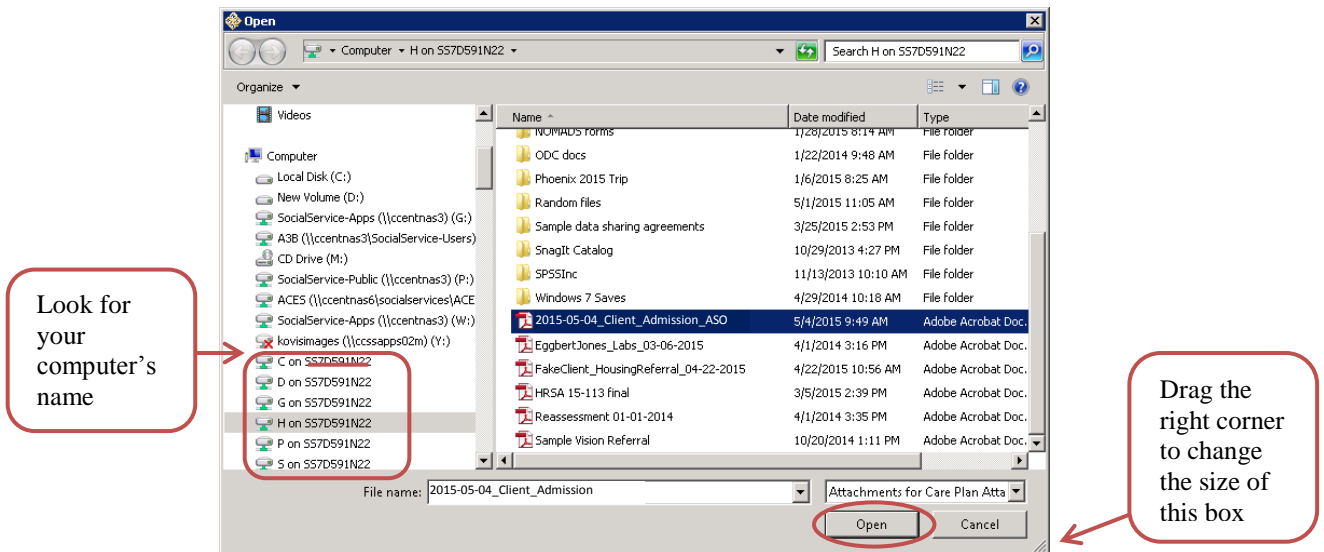 Open
Computer H on SS7D591N22
Search H on SS7D591N22
Organize
Videos
Computer
Local Disk (C:)
New Volume (D:)
SocialService-Apps (\\ccentnas3) (G:)
A3B (\\ccentnas3\SocialService-Users)
CD Drive (M:)
SocialService-Public (\\ccentnas3) (P:)
ACES (\\ccentnas6\socialservices\ACE
SocialService-Apps (\\ccentnas3) (W:)
kovisimages (\\ccssapps02m) (Y:)
C on SS7D591N22
D on SS7D591N22
G on SS7D591N22
H on SS7D591N22
P on SS7D591N22
S on SS7D591N22
Name Date modified Type
NOMADS forms 1/28/2015 8:14 AM File folder
ODC docs 1/22/2014 9:48 AM File folder
Phoenix 2015 Trip 1/6/2015 8:25 AM File folder
Random files 5/1/2015 11:05 AM File folder
Sample data sharing agreements 3/25/2015 2:53 PM File folder
SnagIt Catalog 10/29/2013 4:27 PM File folder
SPSSInc 11/13/2013 10:10 AM File folder
Windows 7 Saves 4/29/2014 10:18 AM File folder
2015-05-04_Client_Admission_ASO 5/4/2015 9:49 AM Adobe Acrobat Doc.
EggbertJones_Labs_03-06-2015 4/1/2014 3:16 PM Adobe Acrobat Doc.
FakeClient_HousingReferral_04-22-2015 4/22/2015 10:56 AM Adobe Acrobat Doc.
HRSA 15-113 final 3/5/2015 2:39 PM Adobe Acrobat Doc.
Reassessment 01-01-2014 4/1/2014 3:35 PM Adobe Acrobat Doc.
Sample Vision Referral 10/20/2014 1:11 PM Adobe Acrobat Doc.
File name: 2015-05-04_Client_Admission
Attachments for Care Plan Atta
Open Cancel
Look for
your
computer's
name
Drag the
right corner
to change
the size of
this box